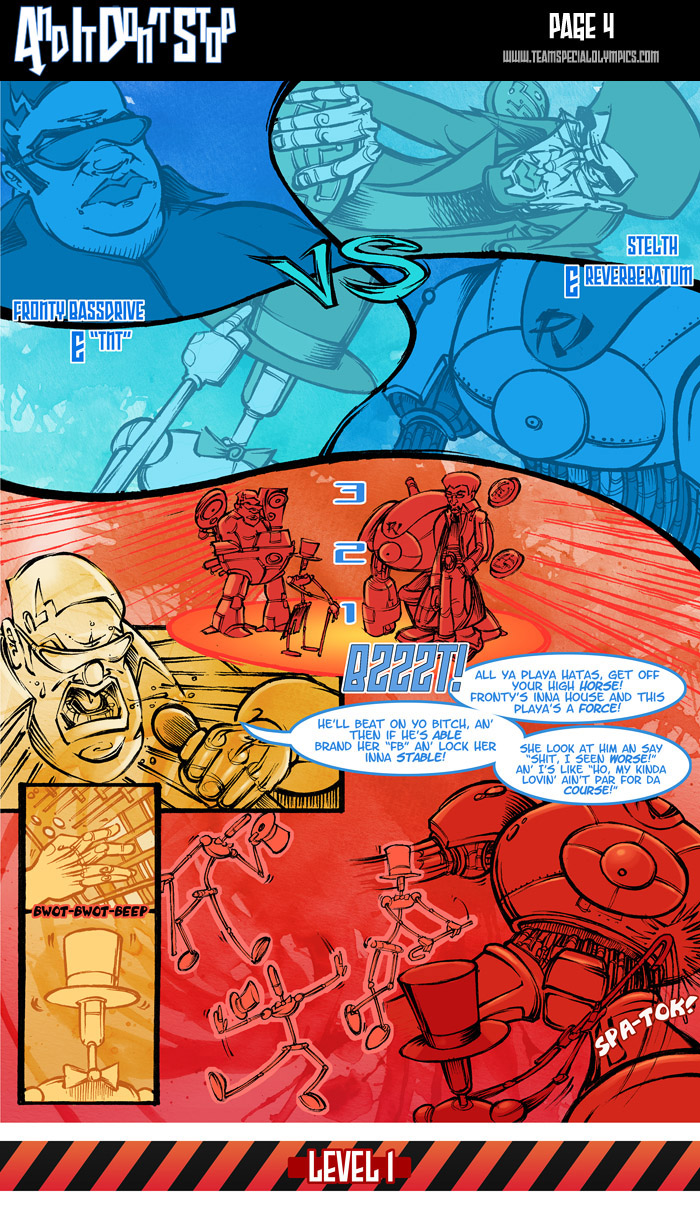 AND IT DON'T STOP
PAGE 4
WWW.TEAMSPECIALOLYMPICS.COM
VS
STELTH
& REVERBERATUM
FRONTY BASSDRIVE
& "TNT"
RV
3
2
1
BZZZT!
ALL YA PLAYA HATAS, GET OFF
YOUR HIGH HORSE!
FRONTY'S INNA HOUSE AND THIS
PLAYA'S A FORCE!
HE'LL BEAT ON YO BITCH, AN'
THEN IF HE'S ABLE
BRAND HER "FB" AN' LOCK HER
INNA STABLE!
SHE LOOK AT HIM AN SAY
"SHIT, I SEEN WORSE!"
AN' I'S LIKE "HO, MY KINDA
LOVIN' AIN'T PAR FOR DA
COURSE!"
BWOT-BWOT-BEEP
SPA-TOK!
LEVEL 1